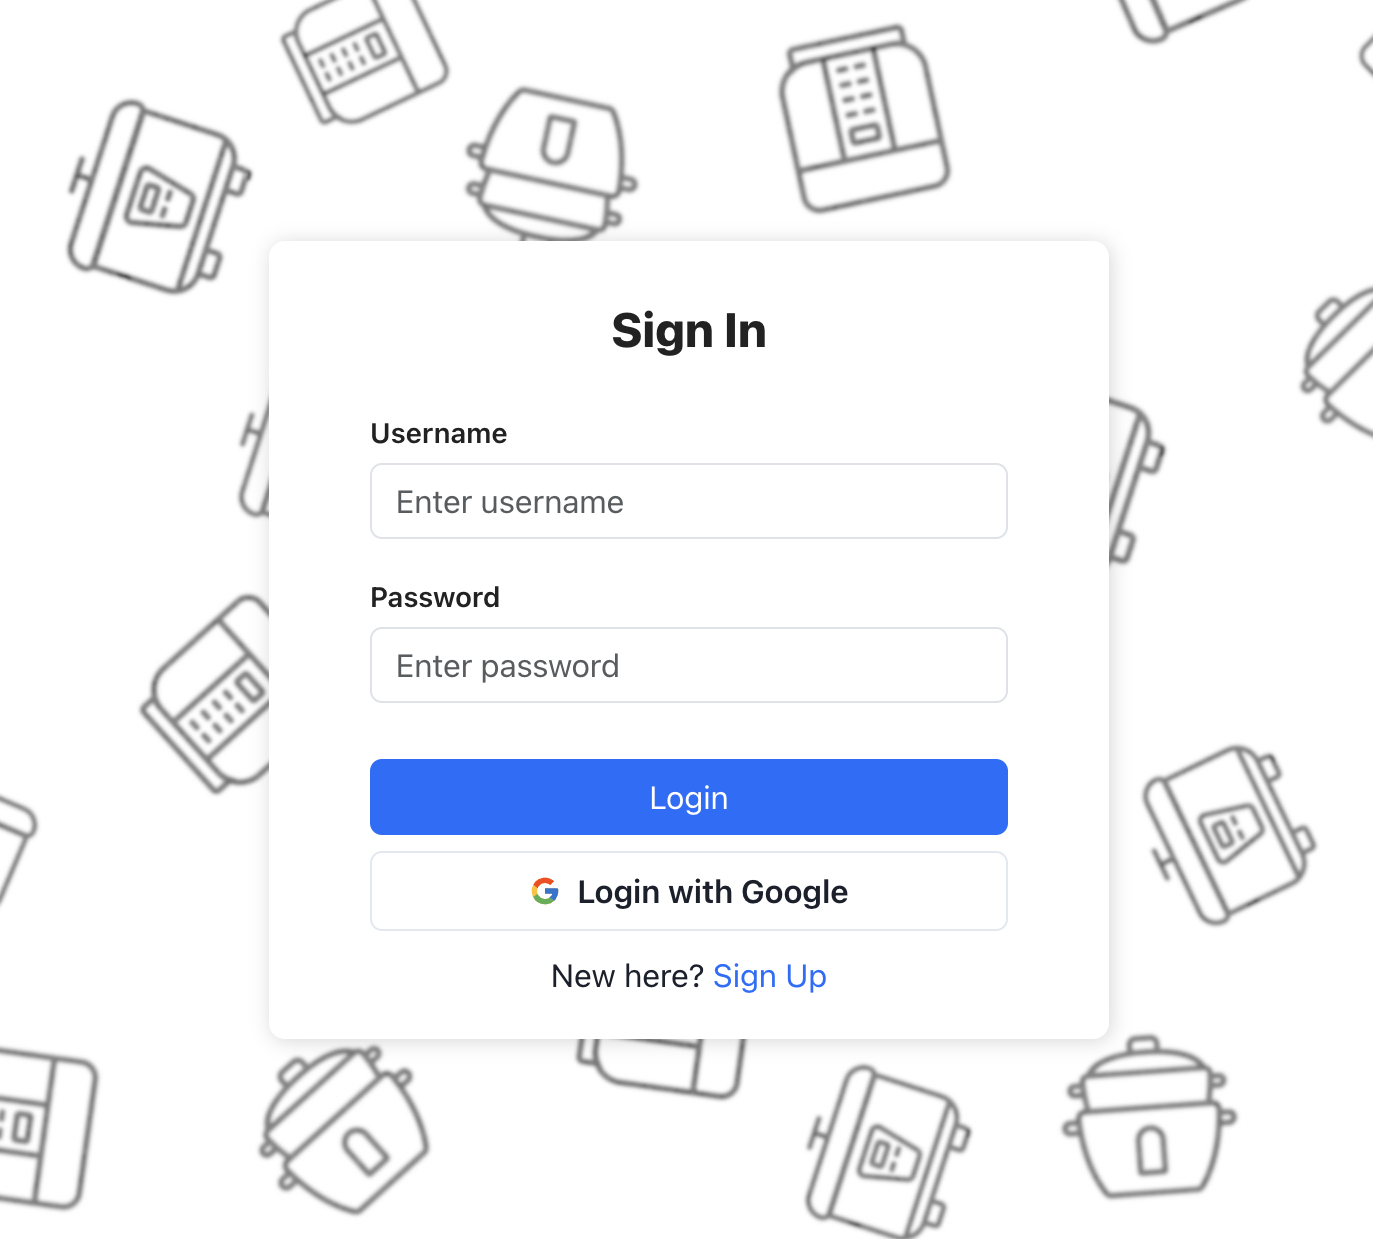 Sign In
Username
Enter username
Password
Enter password
Login
Login with Google
New here? Sign Up